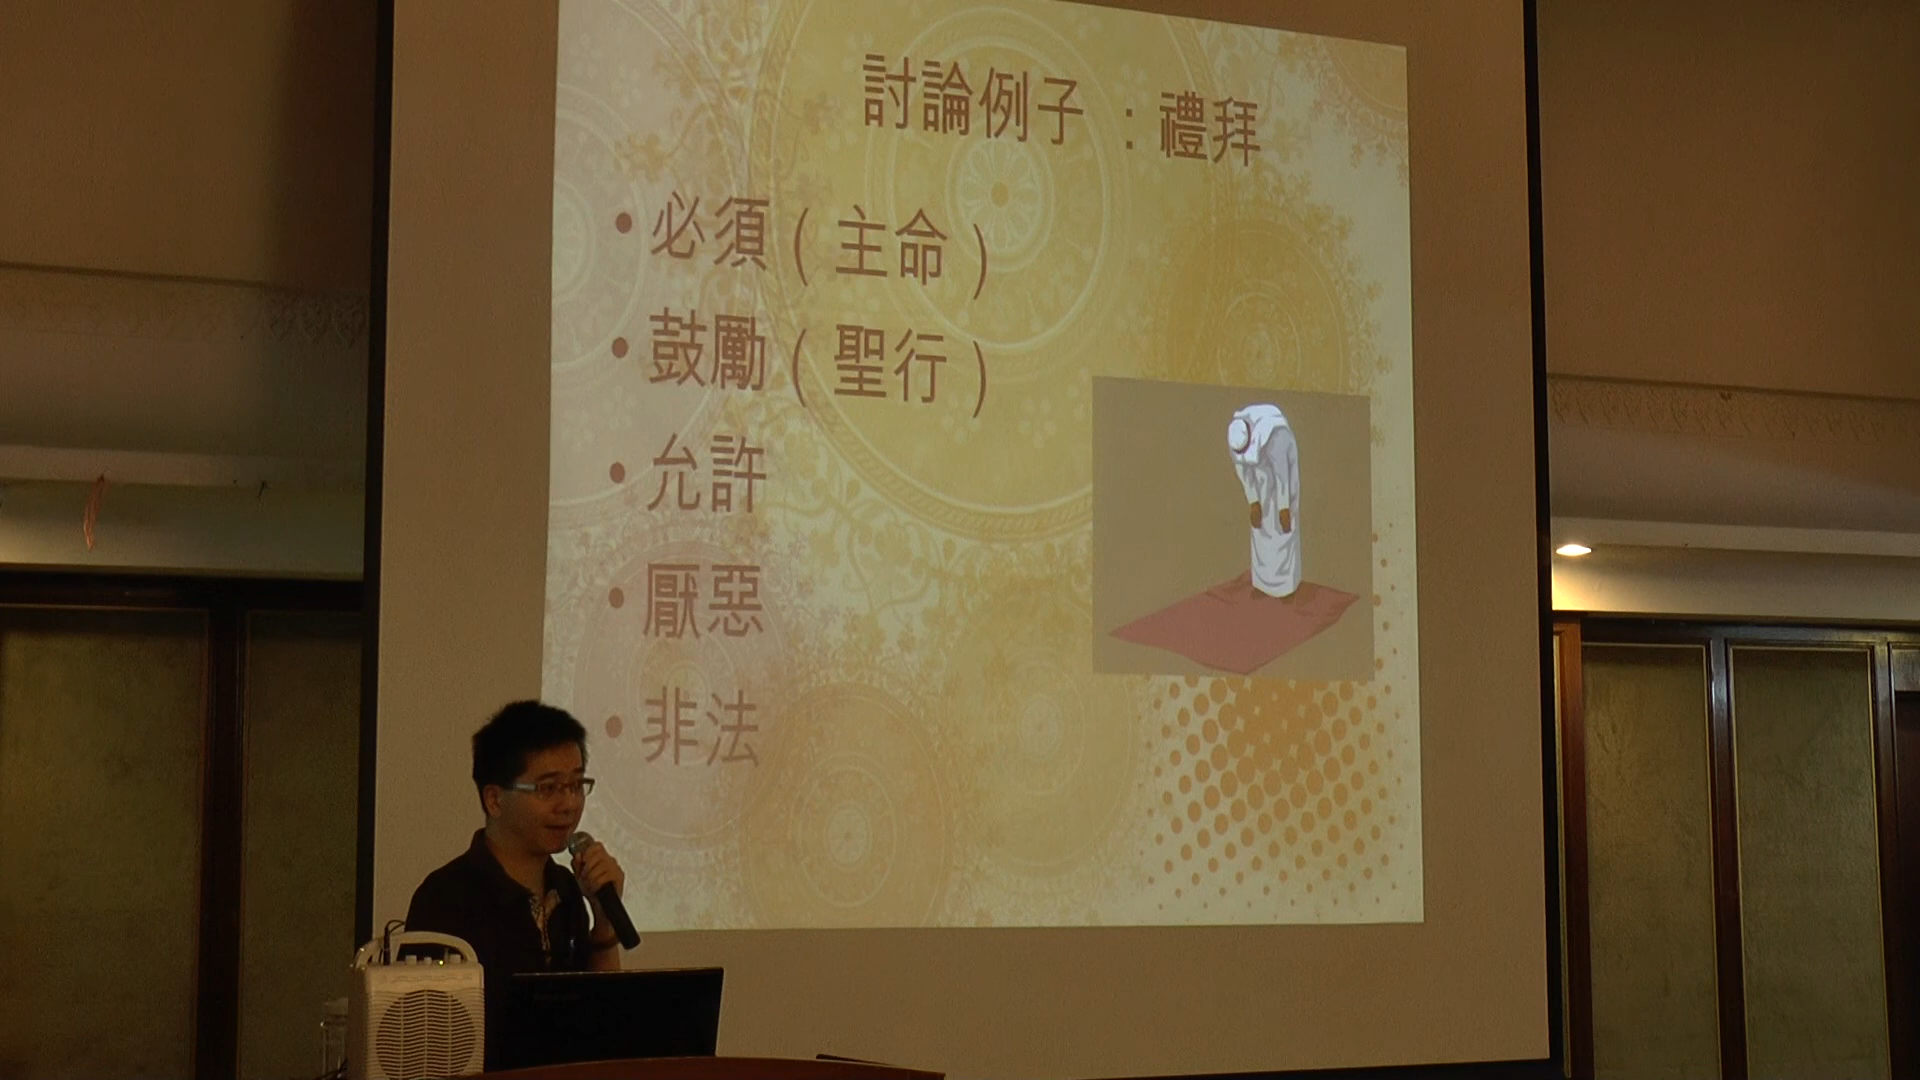 討論例子 ：禮拜
• 必須（主命）
• 鼓勵（聖行）
• 允許
• 厭惡
• 非法